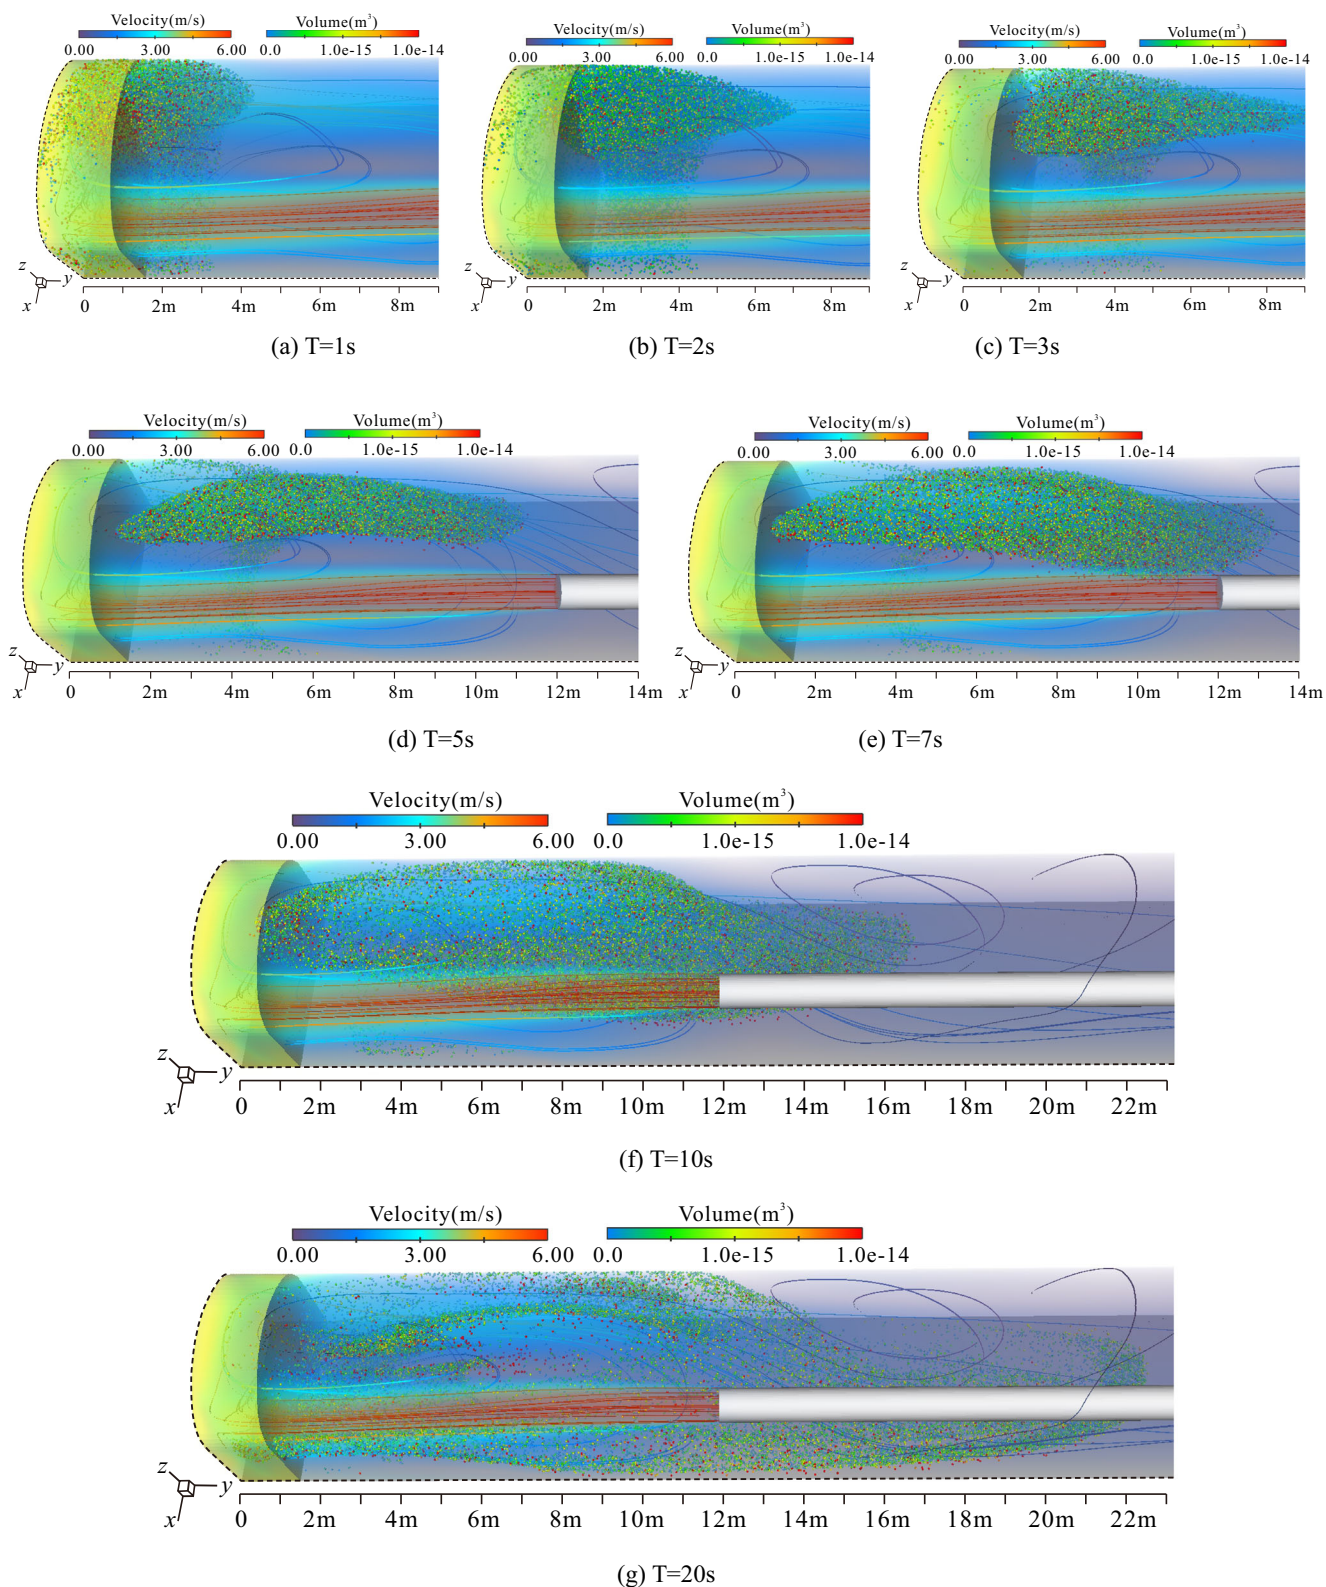 Velocity(m/s) Volume(m³)
0.00 3.00 6.00 0.0 1.0e-15 1.0e-14
z y x
0 2m 4m 6m 8m
(a) T=1s
Velocity(m/s) Volume(m³)
0.00 3.00 6.00 0.0 1.0e-15 1.0e-14
z y x
0 2m 4m 6m 8m
(b) T=2s
Velocity(m/s) Volume(m³)
0.00 3.00 6.00 0.0 1.0e-15 1.0e-14
z y x
0 2m 4m 6m 8m
(c) T=3s
Velocity(m/s) Volume(m³)
0.00 3.00 6.00 0.0 1.0e-15 1.0e-14
z y x
0 2m 4m 6m 8m 10m 12m 14m
(d) T=5s
Velocity(m/s) Volume(m³)
0.00 3.00 6.00 0.0 1.0e-15 1.0e-14
z y x
0 2m 4m 6m 8m 10m 12m 14m
(e) T=7s
Velocity(m/s) Volume(m³)
0.00 3.00 6.00 0.0 1.0e-15 1.0e-14
z y x
0 2m 4m 6m 8m 10m 12m 14m 16m 18m 20m 22m
(f) T=10s
Velocity(m/s) Volume(m³)
0.00 3.00 6.00 0.0 1.0e-15 1.0e-14
z y x
0 2m 4m 6m 8m 10m 12m 14m 16m 18m 20m 22m
(g) T=20s